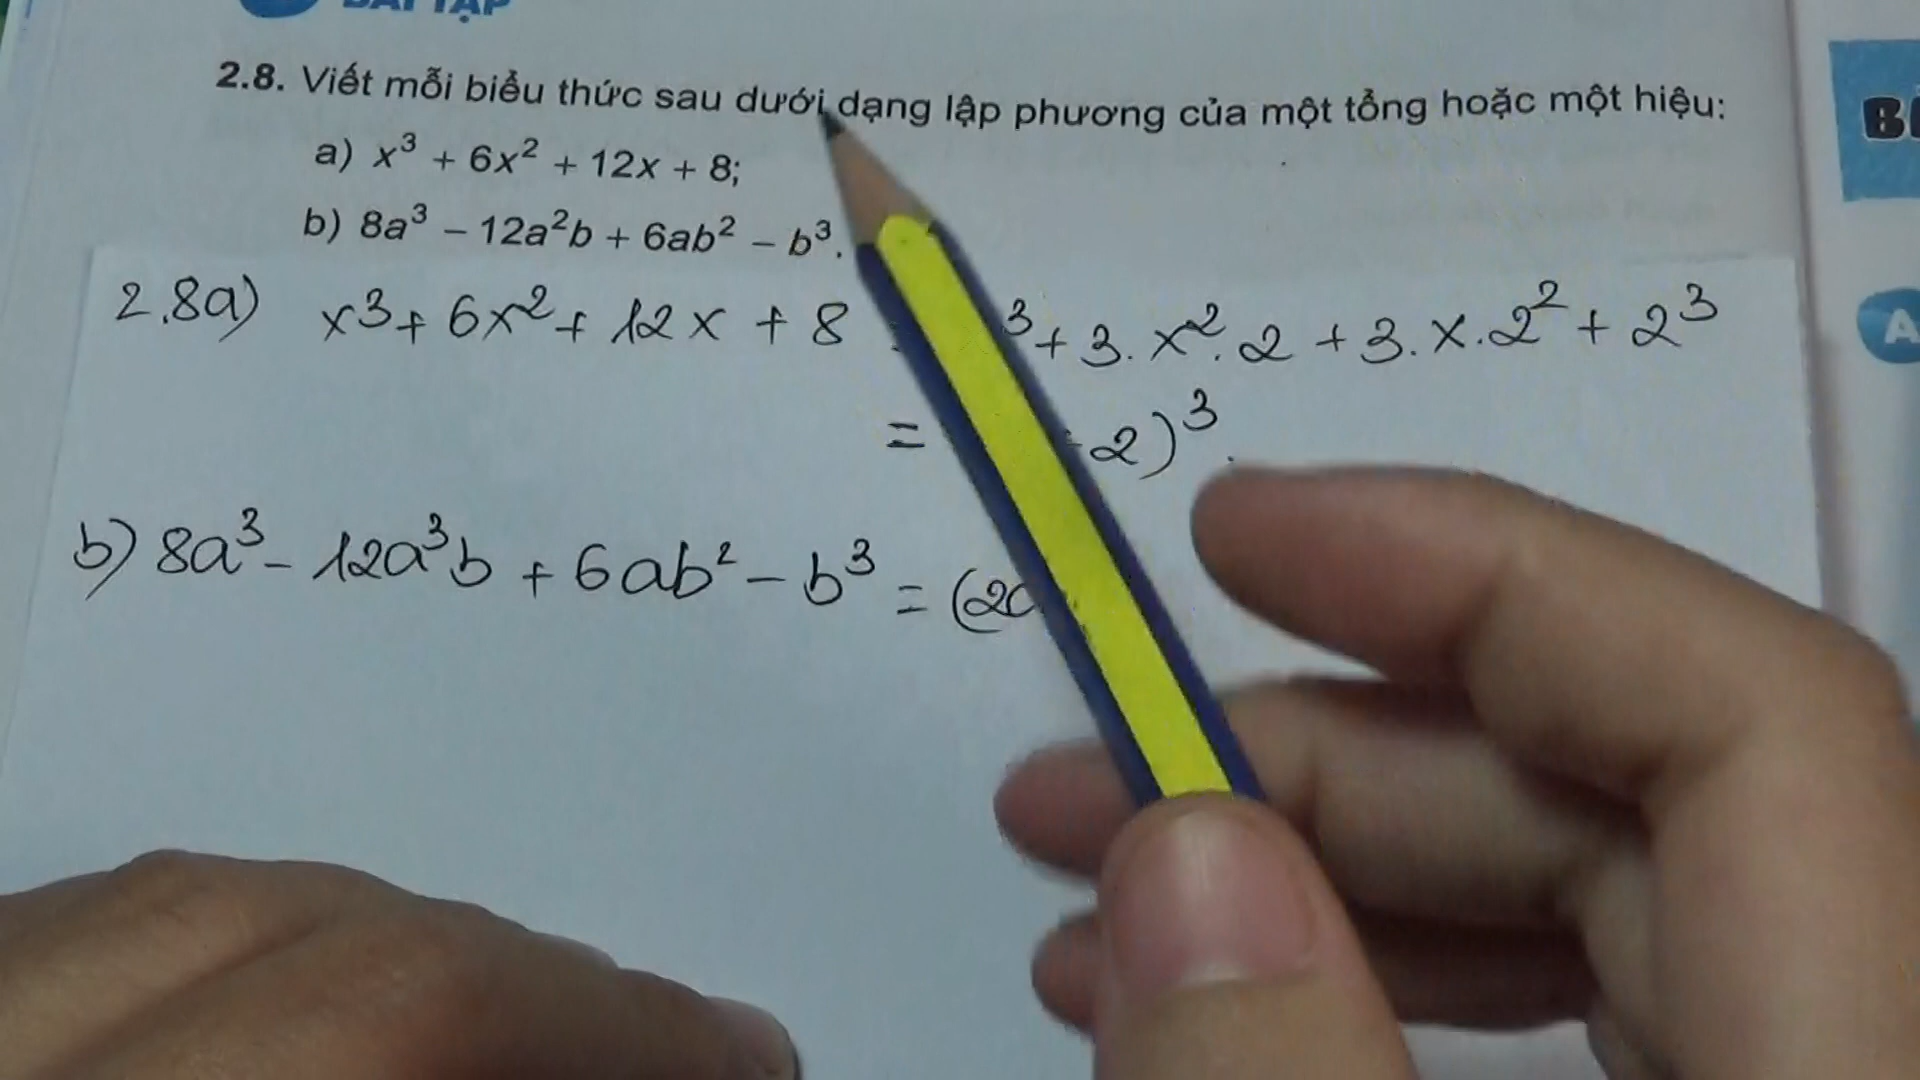 BÀI TẬP
2.8. Viết mỗi biểu thức sau dưới dạng lập phương của một tổng hoặc một hiệu:
a) x³ + 6x² + 12x + 8;
b) 8a³ – 12a²b + 6ab² – b³.
2.8a) x³ + 6x² + 12x + 8 ³ + 3. x². 2 + 3. x. 2² + 2³
= 2)³.
b) 8a³ - 12a³b + 6ab² - b³ = (2a
A